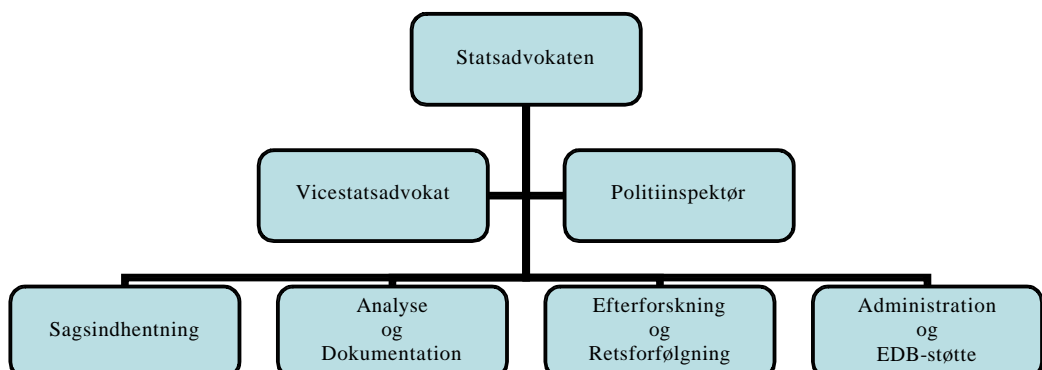 Statsadvokaten
Vicestatsadvokat
Politiinspektør
Sagsindhentning
Analyse
og
Dokumentation
Efterforskning
og
Retsforfølgning
Administration
og
EDB-støtte